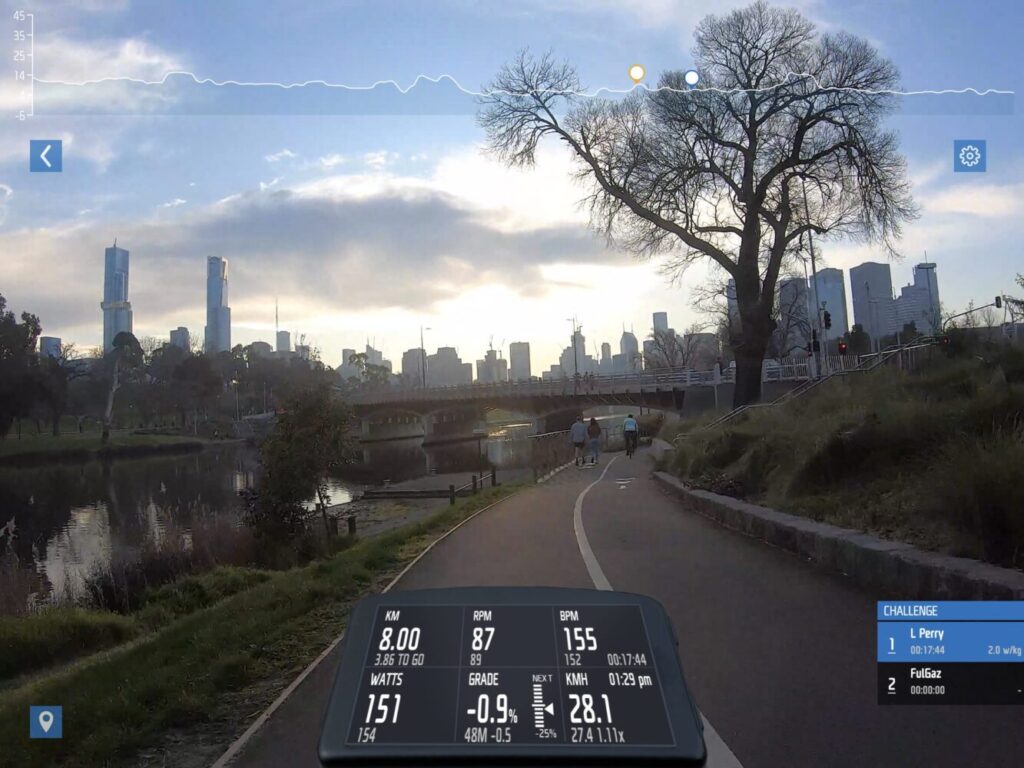 45
35
25
14
4
-6
KM
8.00
3.86 TO GO
RPM
87
89
BPM
155
152 00:17:44
WATTS
151
154
GRADE
-0.9%
48M -0.5
NEXT
-25%
KMH 01:29 pm
28.1
27.4 1.11x
CHALLENGE
1 L Perry
00:17:44 2.0 w/kg
2 FulGaz
00:00:00 -